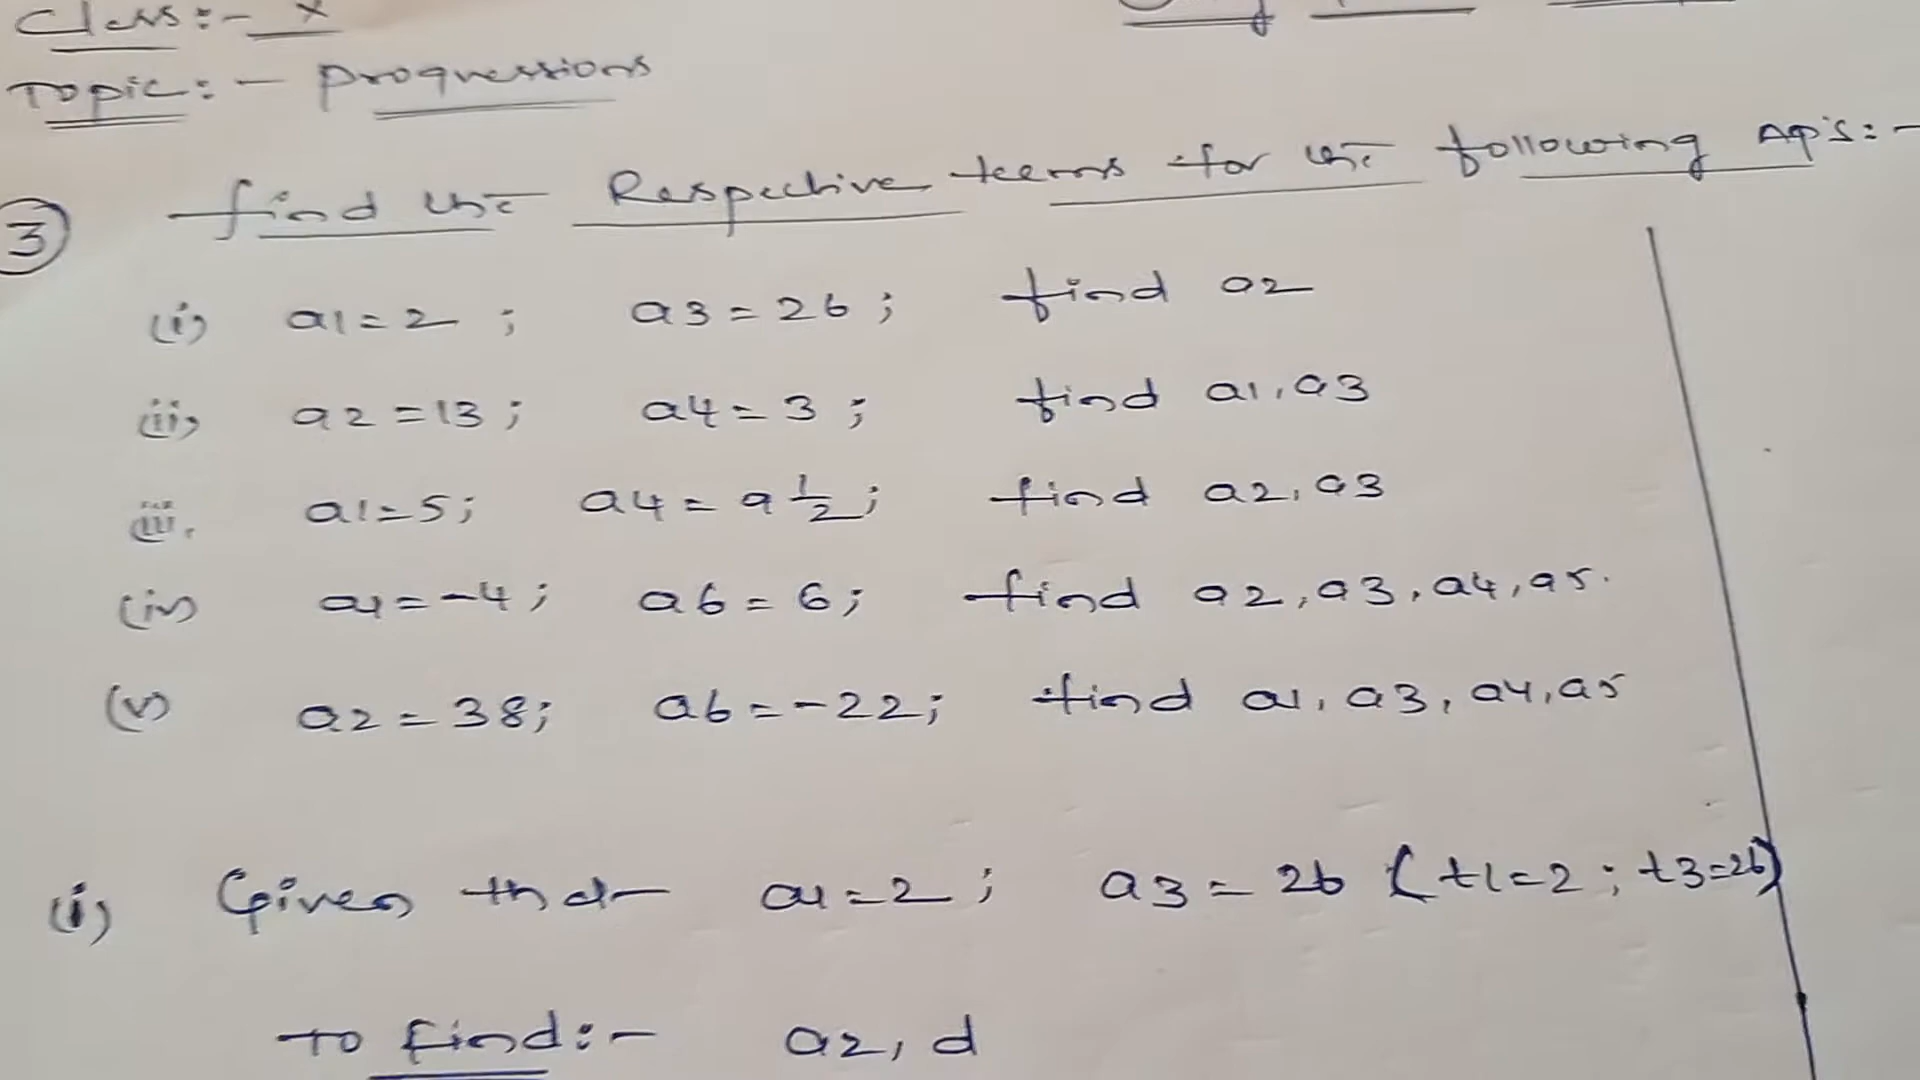 Class:- X
Topic:- Progressions
③ find the Respective terms for the following AP's:-
(i) a1=2 ; a3=26; find a2
(ii) a2=13; a4=3; find a1, a3
iii. a1=5; a4=9 1/2; find a2, a3
(iv) a1=-4; a6=6; find a2, a3, a4, a5.
(v) a2=38; a6=-22; find a1, a3, a4, a5
(i) Given that a1=2; a3=26 (t1=2; t3=26)
To find:- a2, d